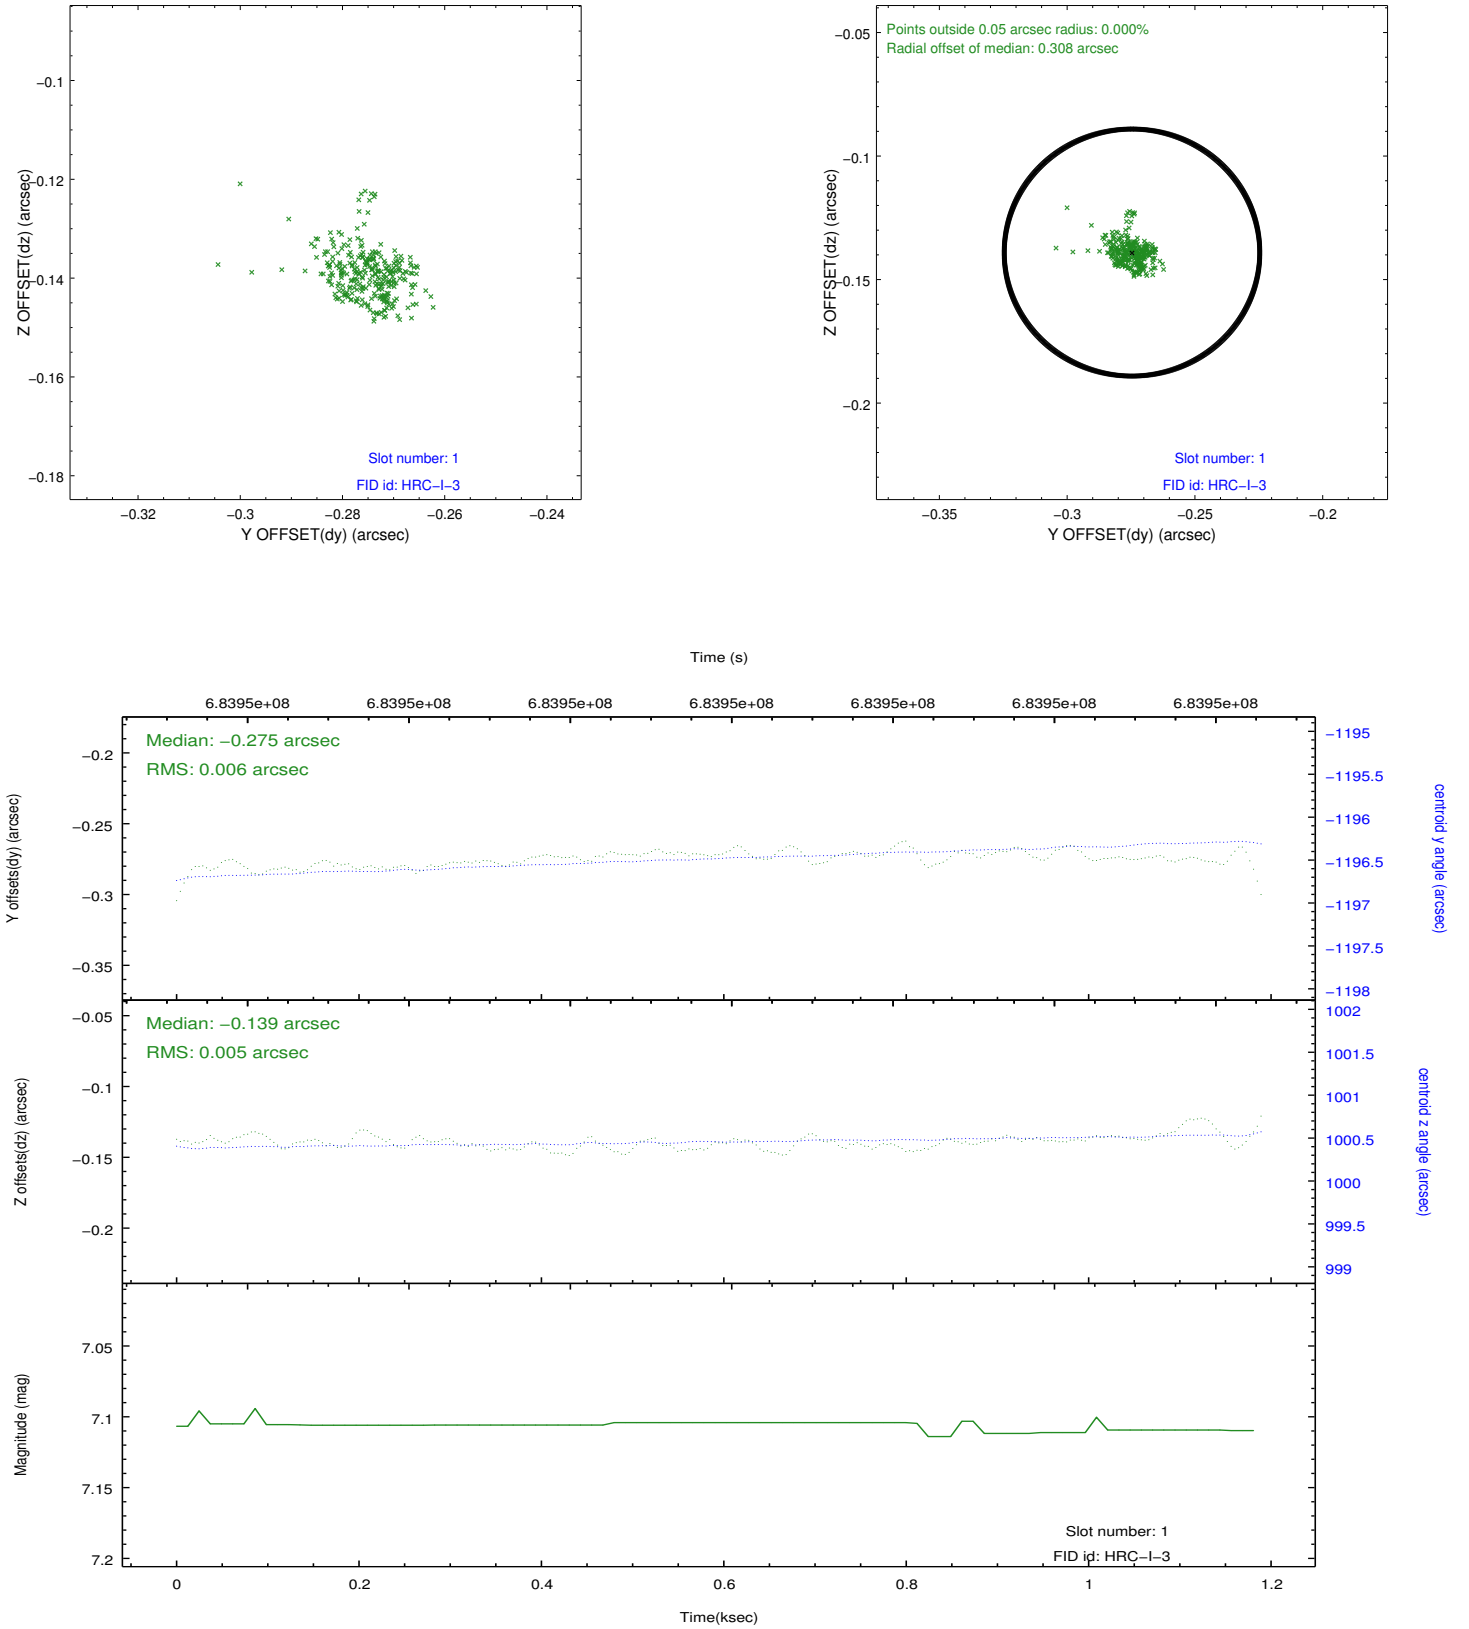 −0.1
−0.12
−0.14
−0.16
−0.18
Z OFFSET(dz) (arcsec)
Slot number: 1
FID id: HRC−I−3
−0.32
−0.3
−0.28
−0.26
−0.24
Y OFFSET(dy) (arcsec)
Points outside 0.05 arcsec radius: 0.000%
Radial offset of median: 0.308 arcsec
−0.05
−0.1
−0.15
−0.2
Z OFFSET(dz) (arcsec)
Slot number: 1
FID id: HRC−I−3
−0.35
−0.3
−0.25
−0.2
Y OFFSET(dy) (arcsec)
Time (s)
6.8395e+08 6.8395e+08 6.8395e+08 6.8395e+08 6.8395e+08 6.8395e+08 6.8395e+08
Median: −0.275 arcsec
RMS: 0.006 arcsec
−0.2
−0.25
−0.3
−0.35
Y offsets(dy) (arcsec)
−1195
−1195.5
−1196
−1196.5
−1197
−1197.5
−1198
centroid y angle (arcsec)
Median: −0.139 arcsec
RMS: 0.005 arcsec
−0.05
−0.1
−0.15
−0.2
Z offsets(dz) (arcsec)
1002
1001.5
1001
1000.5
1000
999.5
999
centroid z angle (arcsec)
7.05
7.1
7.15
7.2
Magnitude (mag)
Slot number: 1
FID id: HRC−I−3
0 0.2 0.4 0.6 0.8 1 1.2
Time(ksec)